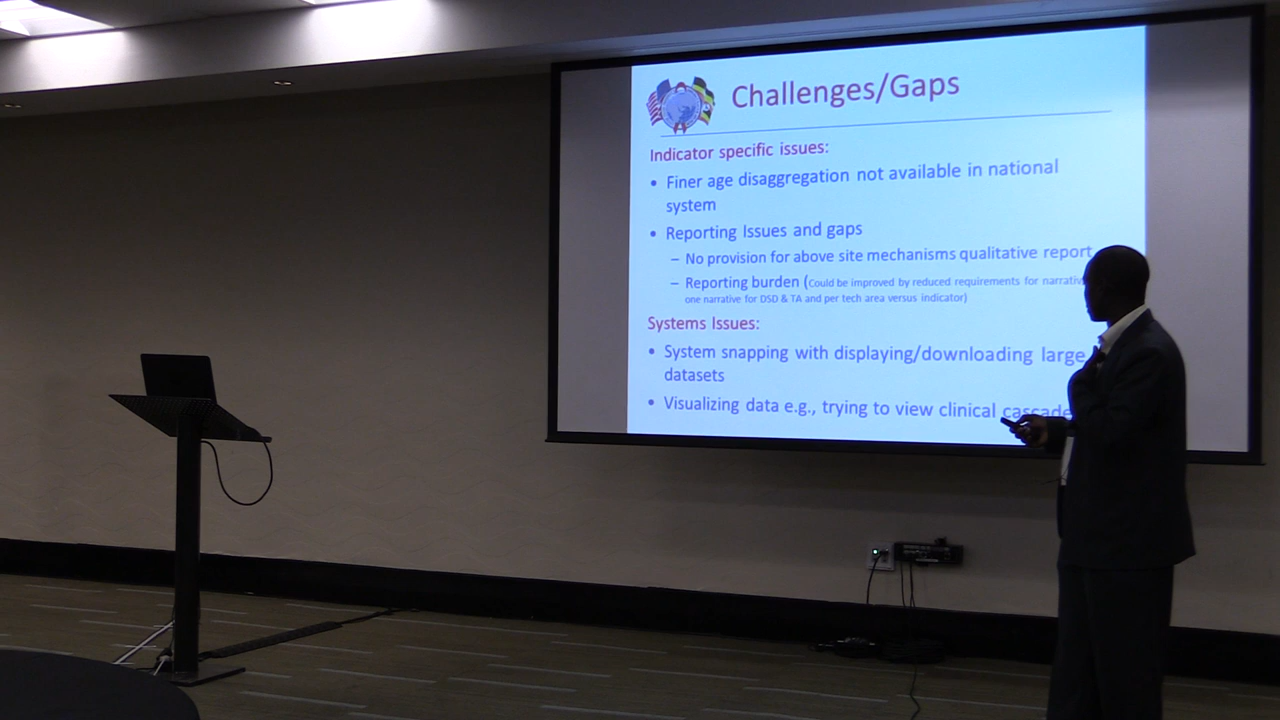 Challenges/Gaps
Indicator specific issues:
• Finer age disaggregation not available in national
system
• Reporting Issues and gaps
– No provision for above site mechanisms qualitative report
– Reporting burden (Could be improved by reduced requirements for
one narrative for DSD & TA and per tech area versus indicator)
Systems Issues:
• System snapping with displaying/downloading large
datasets
• Visualizing data e.g., trying to view clinical cascade